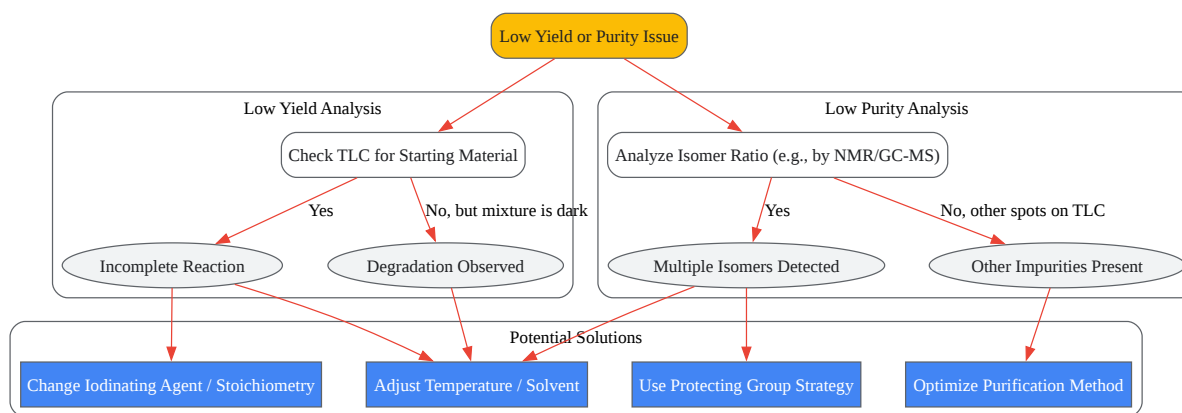 Low Yield or Purity Issue
Low Yield Analysis
Low Purity Analysis
Check TLC for Starting Material
Analyze Isomer Ratio (e.g., by NMR/GC-MS)
Yes
No, but mixture is dark
Yes
No, other spots on TLC
Incomplete Reaction
Degradation Observed
Multiple Isomers Detected
Other Impurities Present
Potential Solutions
Change Iodinating Agent / Stoichiometry
Adjust Temperature / Solvent
Use Protecting Group Strategy
Optimize Purification Method